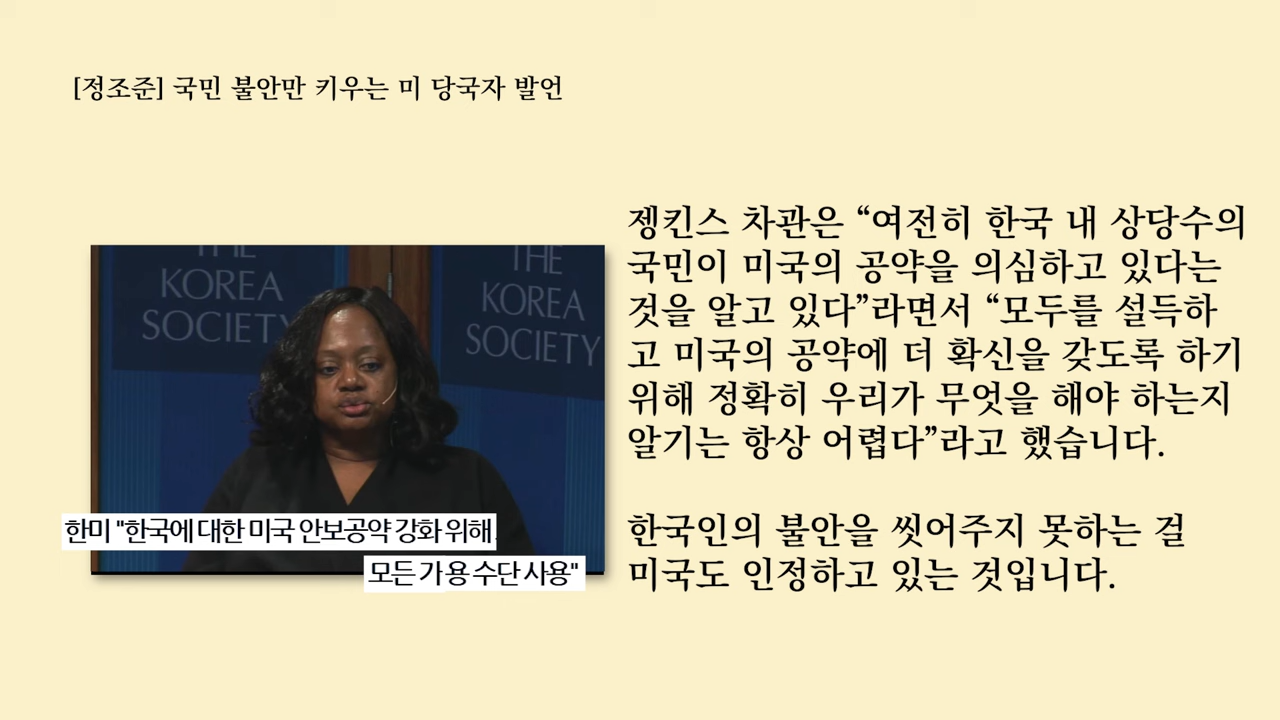 [정조준] 국민 불안만 키우는 미 당국자 발언
THE
KOREA
SOCIETY
THE
KOREA
SOCIETY
한미 "한국에 대한 미국 안보공약 강화 위해
모든 가용 수단 사용"
젱킨스 차관은 “여전히 한국 내 상당수의
국민이 미국의 공약을 의심하고 있다는
것을 알고 있다”라면서 “모두를 설득하
고 미국의 공약에 더 확신을 갖도록 하기
위해 정확히 우리가 무엇을 해야 하는지
알기는 항상 어렵다”라고 했습니다.
한국인의 불안을 씻어주지 못하는 걸
미국도 인정하고 있는 것입니다.